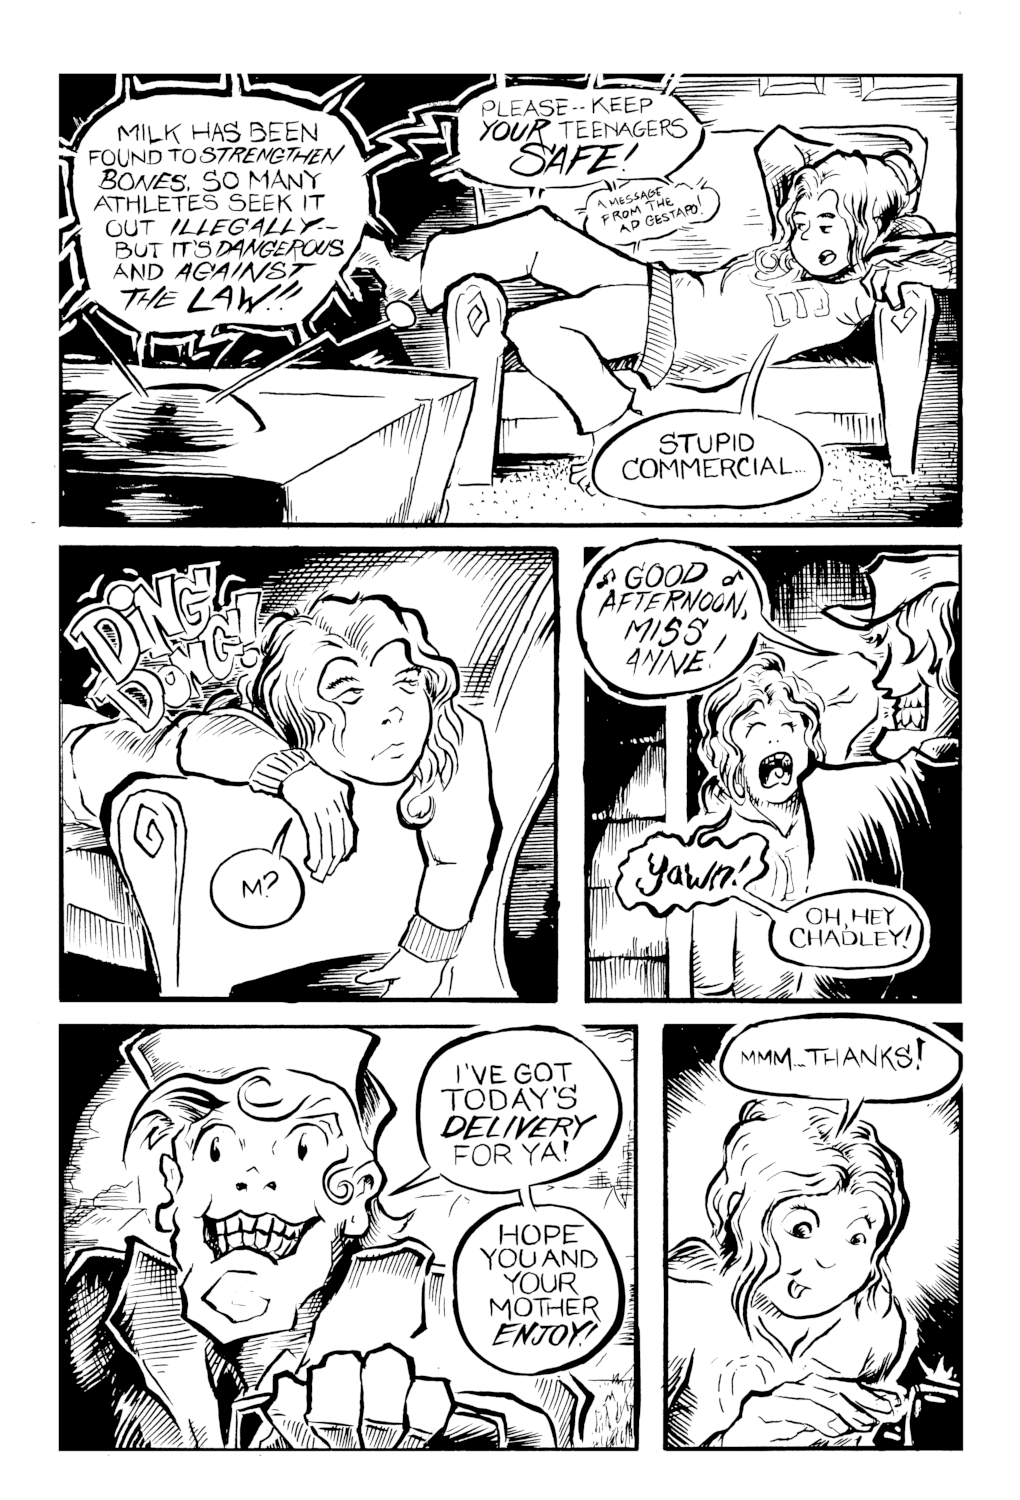 MILK HAS BEEN
FOUND TO STRENGTHEN
BONES. SO MANY
ATHLETES SEEK IT
OUT ILLEGALLY--
BUT IT'S DANGEROUS
AND AGAINST
THE LAW!!!
PLEASE--KEEP
YOUR TEENAGERS
SAFE!
A MESSAGE
FROM THE
AD GESTAPO!
STUPID
COMMERCIAL...
DING
DONG!
M?
GOOD
AFTERNOON,
MISS
ANNE!
YAWN!
OH, HEY
CHADLEY!
I'VE GOT
TODAY'S
DELIVERY
FOR YA!
HOPE
YOU AND
YOUR
MOTHER
ENJOY!
MMM...THANKS!